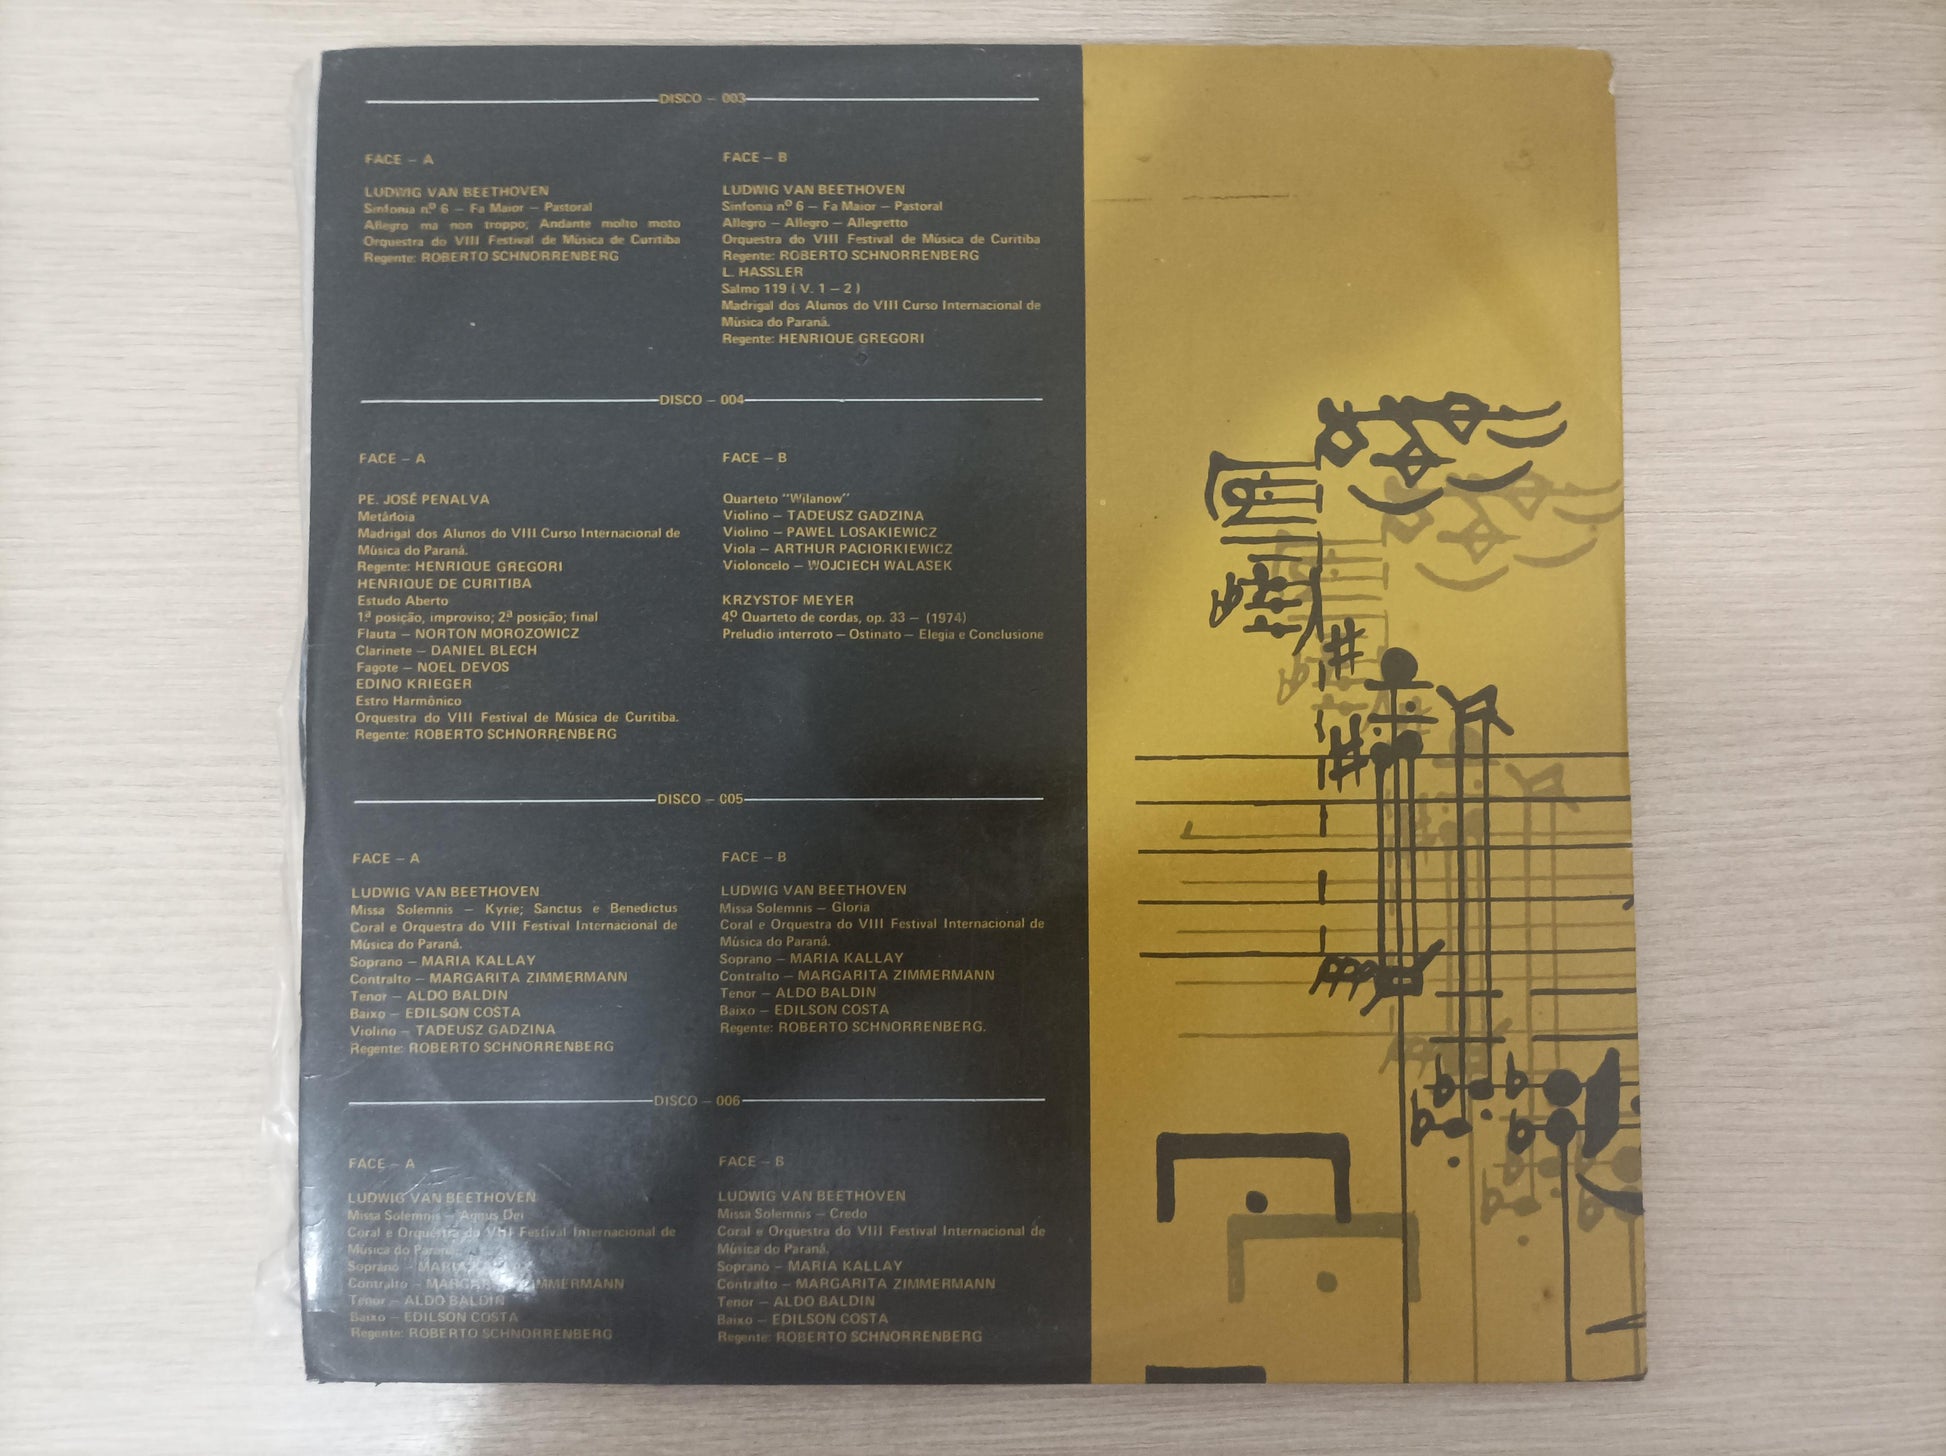 DISCO – 003
FACE – A
LUDWIG VAN BEETHOVEN
Sinfonia n.º 6 – Fa Maior – Pastoral
Allegro ma non troppo; Andante molto moto
Orquestra do VIII Festival de Música de Curitiba
Regente: ROBERTO SCHNORRENBERG
FACE – B
LUDWIG VAN BEETHOVEN
Sinfonia n.º 6 – Fa Maior – Pastoral
Allegro – Allegro – Allegretto
Orquestra do VIII Festival de Música de Curitiba
Regente: ROBERTO SCHNORRENBERG
L. HASSLER
Salmo 119 ( V. 1 – 2 )
Madrigal dos Alunos do VIII Curso Internacional de
Música do Paraná.
Regente: HENRIQUE GREGORI
DISCO – 004
FACE – A
PE. JOSÉ PENALVA
Metánoia
Madrigal dos Alunos do VIII Curso Internacional de
Música do Paraná.
Regente: HENRIQUE GREGORI
HENRIQUE DE CURITIBA
Estudo Aberto
1.ª posição, improviso; 2.ª posição; final
Flauta – NORTON MOROZOWICZ
Clarinete – DANIEL BLECH
Fagote – NOEL DEVOS
EDINO KRIEGER
Estro Harmônico
Orquestra do VIII Festival de Música de Curitiba.
Regente: ROBERTO SCHNORRENBERG
FACE – B
Quarteto "Wilanow"
Violino – TADEUSZ GADZINA
Violino – PAWEL LOSAKIEWICZ
Viola – ARTHUR PACIORKIEWICZ
Violoncelo – WOJCIECH WALASEK
KRZYSTOF MEYER
4.º Quarteto de cordas, op. 33 – (1974)
Preludio interroto – Ostinato – Elegia e Conclusione
DISCO – 005
FACE – A
LUDWIG VAN BEETHOVEN
Missa Solemnis – Kyrie; Sanctus e Benedictus
Coral e Orquestra do VIII Festival Internacional de
Música do Paraná.
Soprano – MARIA KALLAY
Contralto – MARGARITA ZIMMERMANN
Tenor – ALDO BALDIN
Baixo – EDILSON COSTA
Violino – TADEUSZ GADZINA
Regente: ROBERTO SCHNORRENBERG
FACE – B
LUDWIG VAN BEETHOVEN
Missa Solemnis – Gloria
Coral e Orquestra do VIII Festival Internacional de
Música do Paraná.
Soprano – MARIA KALLAY
Contralto – MARGARITA ZIMMERMANN
Tenor – ALDO BALDIN
Baixo – EDILSON COSTA
Regente: ROBERTO SCHNORRENBERG.
DISCO – 006
FACE – A
LUDWIG VAN BEETHOVEN
Missa Solemnis – Agnus Dei
Coral e Orquestra do VIII Festival Internacional de
Música do Paraná.
Soprano – MARIA
Contralto – MARGARITA ZIMMERMANN
Tenor – ALDO BALDIN
Baixo – EDILSON COSTA
Regente: ROBERTO SCHNORRENBERG
FACE – B
LUDWIG VAN BEETHOVEN
Missa Solemnis – Credo
Coral e Orquestra do VIII Festival Internacional de
Música do Paraná.
Soprano – MARIA KALLAY
Contralto – MARGARITA ZIMMERMANN
Tenor – ALDO BALDIN
Baixo – EDILSON COSTA
Regente: ROBERTO SCHNORRENBERG